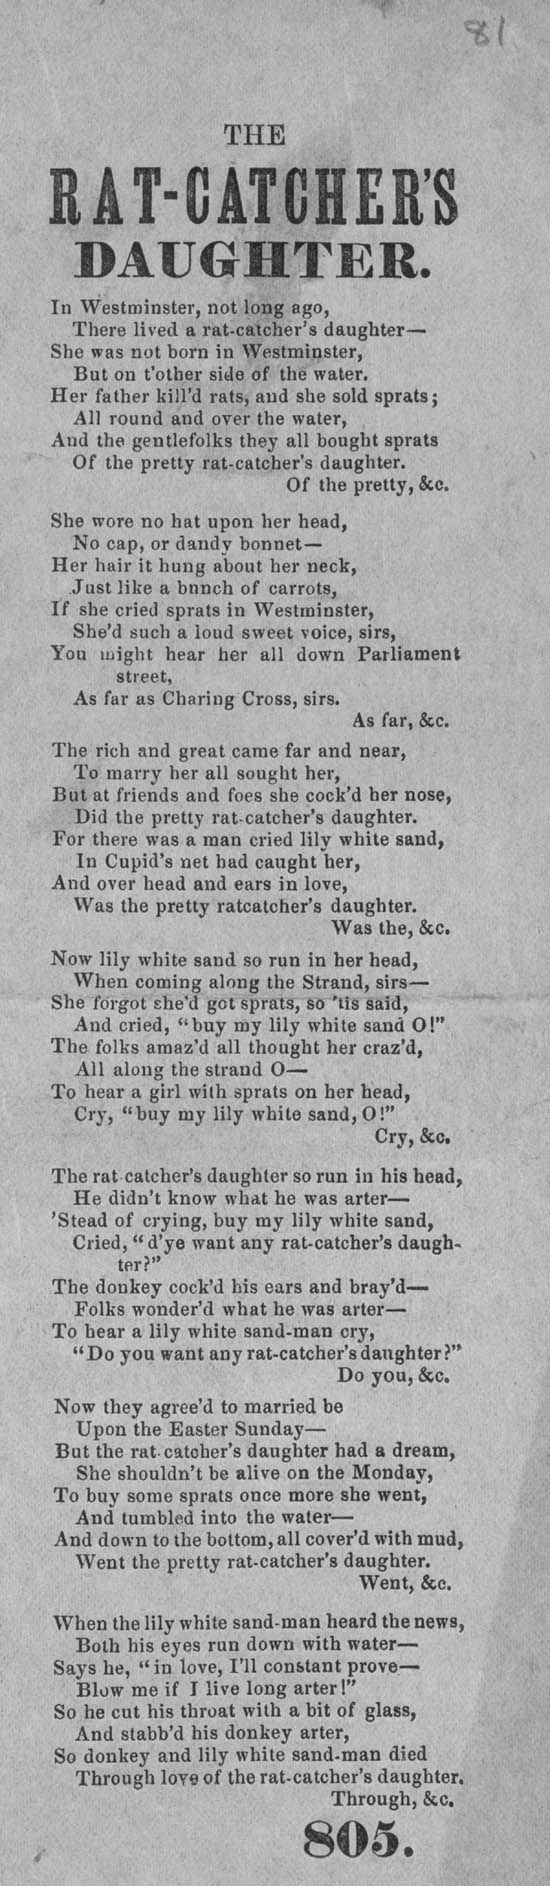 81
THE
RAT-CATCHER'S
DAUGHTER.
In Westminster, not long ago,
There lived a rat-catcher's daughter—
She was not born in Westminster,
But on t'other side of the water.
Her father kill'd rats, and she sold sprats;
All round and over the water,
And the gentlefolks they all bought sprats
Of the pretty rat-catcher's daughter.
Of the pretty, &c.
She wore no hat upon her head,
No cap, or dandy bonnet—
Her hair it hung about her neck,
Just like a bnnch of carrots,
If she cried sprats in Westminster,
She'd such a loud sweet voice, sirs,
You might hear her all down Parliament
street,
As far as Charing Cross, sirs.
As far, &c.
The rich and great came far and near,
To marry her all sought her,
But at friends and foes she cock'd her nose,
Did the pretty rat-catcher's daughter.
For there was a man cried lily white sand,
In Cupid's net had caught her,
And over head and ears in love,
Was the pretty ratcatcher's daughter.
Was the, &c.
Now lily white sand so run in her head,
When coming along the Strand, sirs—
She forgot she'd got sprats, so 'tis said,
And cried, "buy my lily white sand O!"
The folks amaz'd all thought her craz'd,
All along the strand O—
To hear a girl with sprats on her head,
Cry, "buy my lily white sand, O!"
Cry, &c.
The rat-catcher's daughter so run in his head,
He didn't know what he was arter—
'Stead of crying, buy my lily white sand,
Cried, "d'ye want any rat-catcher's daugh-
ter?"
The donkey cock'd his ears and bray'd—
Folks wonder'd what he was arter—
To hear a lily white sand-man cry,
"Do you want any rat-catcher's daughter?"
Do you, &c.
Now they agree'd to married be
Upon the Easter Sunday—
But the rat-catcher's daughter had a dream,
She shouldn't be alive on the Monday,
To buy some sprats once more she went,
And tumbled into the water—
And down to the bottom, all cover'd with mud,
Went the pretty rat-catcher's daughter.
Went, &c.
When the lily white sand-man heard the news,
Both his eyes run down with water—
Says he, "in love, I'll constant prove—
Blow me if I live long arter!"
So he cut his throat with a bit of glass,
And stabb'd his donkey arter,
So donkey and lily white sand-man died
Through love of the rat-catcher's daughter.
Through, &c.
805.